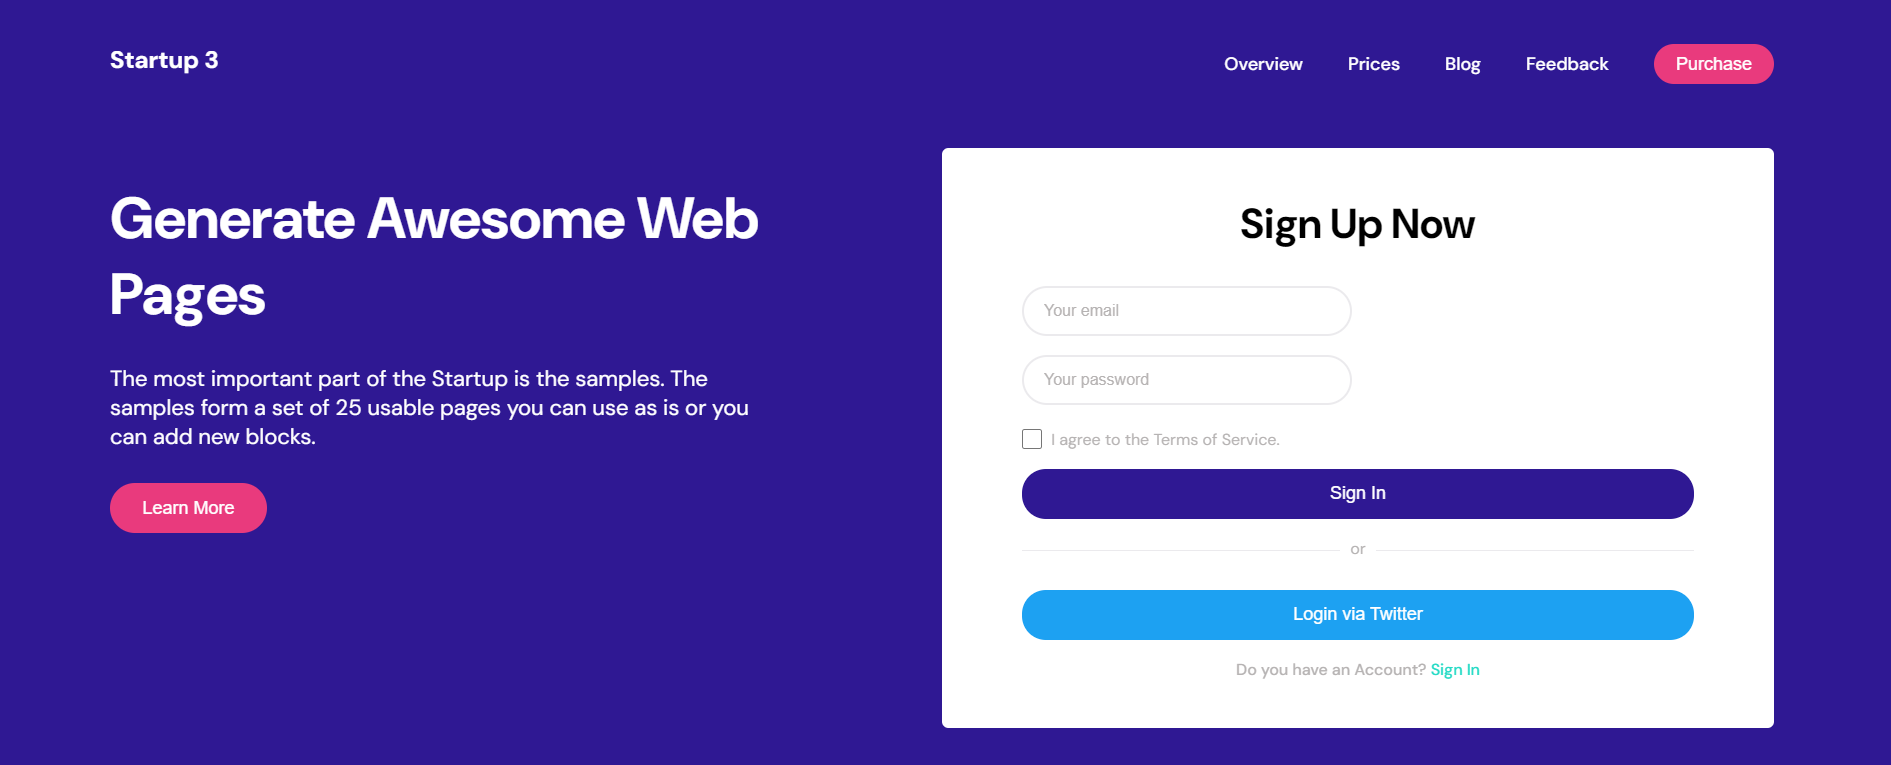 Startup 3
Overview
Prices
Blog
Feedback
Purchase
Generate Awesome Web
Pages
The most important part of the Startup is the samples. The
samples form a set of 25 usable pages you can use as is or you
can add new blocks.
Learn More
Sign Up Now
Your email
Your password
I agree to the Terms of Service.
Sign In
or
Login via Twitter
Do you have an Account? Sign In